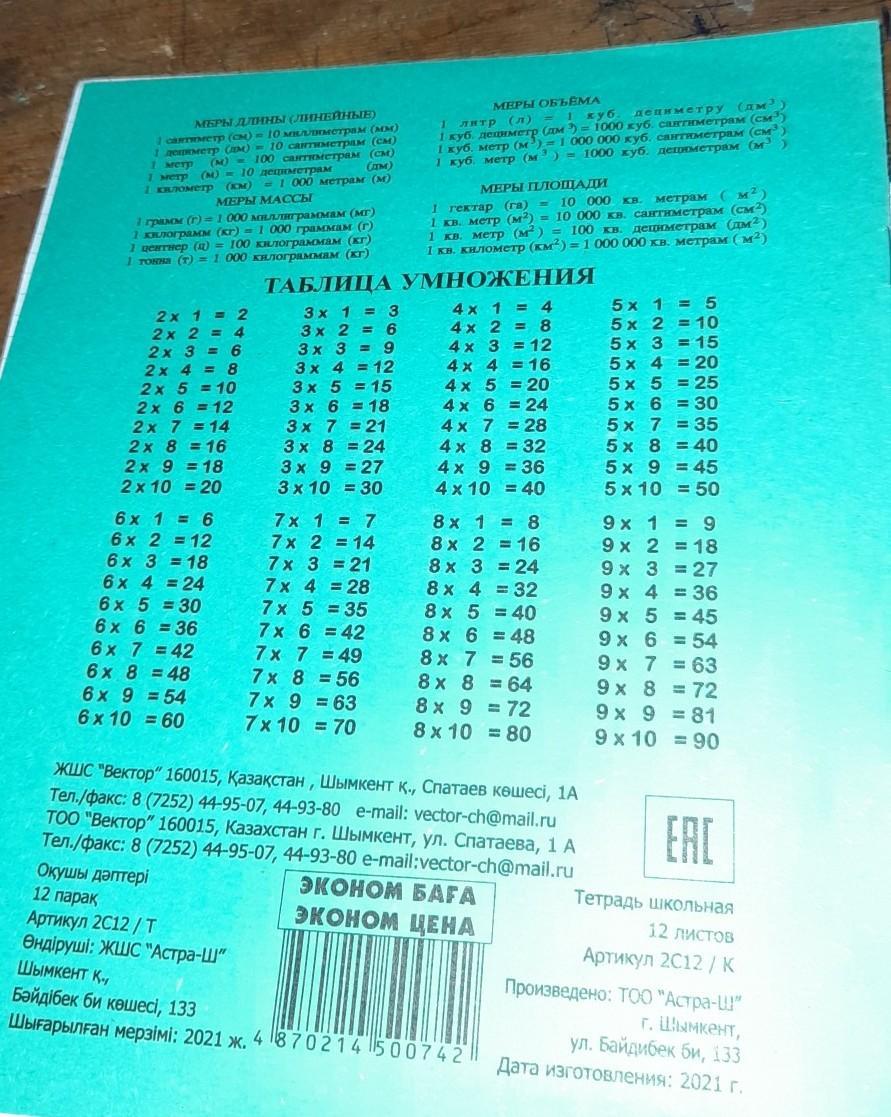 МЕРЫ ДЛИНЫ (ЛИНЕЙНЫЕ)
1 сантиметр (см) = 10 миллиметрам (мм)
1 дециметр (дм) = 10 сантиметрам (см)
1 метр (м) = 100 сантиметрам (см)
1 метр (м) = 10 дециметрам (дм)
1 километр (км) = 1 000 метрам (м)
МЕРЫ МАССЫ
1 грамм (г) = 1 000 миллиграммам (мг)
1 килограмм (кг) = 1 000 граммам (г)
1 центнер (ц) = 100 килограммам (кг)
1 тонна (т) = 1 000 килограммам (кг)
МЕРЫ ОБЪЁМА
1 литр (л) = 1 куб. дециметру (дм³)
1 куб. дециметр (дм³) = 1000 куб. сантиметрам (см³)
1 куб. метр (м³) = 1 000 000 куб. сантиметрам (см³)
1 куб. метр (м³) = 1000 куб. дециметрам (м³)
МЕРЫ ПЛОЩАДИ
1 гектар (га) = 10 000 кв. метрам (м²)
1 кв. метр (м²) = 10 000 кв. сантиметрам (см²)
1 кв. метр (м²) = 100 кв. дециметрам (дм²)
1 кв. километр (км²) = 1 000 000 кв. метрам (м²)
ТАБЛИЦА УМНОЖЕНИЯ
2 x 1 = 2 3 x 1 = 3 4 x 1 = 4 5 x 1 = 5
2 x 2 = 4 3 x 2 = 6 4 x 2 = 8 5 x 2 = 10
2 x 3 = 6 3 x 3 = 9 4 x 3 = 12 5 x 3 = 15
2 x 4 = 8 3 x 4 = 12 4 x 4 = 16 5 x 4 = 20
2 x 5 = 10 3 x 5 = 15 4 x 5 = 20 5 x 5 = 25
2 x 6 = 12 3 x 6 = 18 4 x 6 = 24 5 x 6 = 30
2 x 7 = 14 3 x 7 = 21 4 x 7 = 28 5 x 7 = 35
2 x 8 = 16 3 x 8 = 24 4 x 8 = 32 5 x 8 = 40
2 x 9 = 18 3 x 9 = 27 4 x 9 = 36 5 x 9 = 45
2 x 10 = 20 3 x 10 = 30 4 x 10 = 40 5 x 10 = 50
6 x 1 = 6 7 x 1 = 7 8 x 1 = 8 9 x 1 = 9
6 x 2 = 12 7 x 2 = 14 8 x 2 = 16 9 x 2 = 18
6 x 3 = 18 7 x 3 = 21 8 x 3 = 24 9 x 3 = 27
6 x 4 = 24 7 x 4 = 28 8 x 4 = 32 9 x 4 = 36
6 x 5 = 30 7 x 5 = 35 8 x 5 = 40 9 x 5 = 45
6 x 6 = 36 7 x 6 = 42 8 x 6 = 48 9 x 6 = 54
6 x 7 = 42 7 x 7 = 49 8 x 7 = 56 9 x 7 = 63
6 x 8 = 48 7 x 8 = 56 8 x 8 = 64 9 x 8 = 72
6 x 9 = 54 7 x 9 = 63 8 x 9 = 72 9 x 9 = 81
6 x 10 = 60 7 x 10 = 70 8 x 10 = 80 9 x 10 = 90
ЖШС "Вектор" 160015, Қазақстан , Шымкент қ., Спатаев көшесі, 1А
Тел./факс: 8 (7252) 44-95-07, 44-93-80 e-mail: vector-ch@mail.ru
ТОО "Вектор" 160015, Казахстан г. Шымкент, ул. Спатаева, 1 А
Тел./факс: 8 (7252) 44-95-07, 44-93-80 e-mail:vector-ch@mail.ru
EAC
Оқушы дәптері
12 парақ
Артикул 2С12 / Т
Өндіруші: ЖШС "Астра-Ш"
Шымкент қ.,
Бәйдібек би көшесі, 133
Шығарылған мерзімі: 2021 ж.
ЭКОНОМ БАҒА
ЭКОНОМ ЦЕНА
4 870214 500742
Тетрадь школьная
12 листов
Артикул 2С12 / К
Произведено: ТОО "Астра-Ш"
г. Шымкент,
ул. Байдибек би, 133
Дата изготовления: 2021 г.